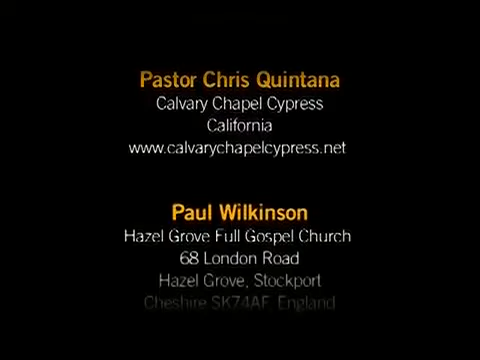 Pastor Chris Quintana
Calvary Chapel Cypress
California
www.calvarychapelcypress.net
Paul Wilkinson
Hazel Grove Full Gospel Church
68 London Road
Hazel Grove, Stockport
Cheshire SK74AF, England